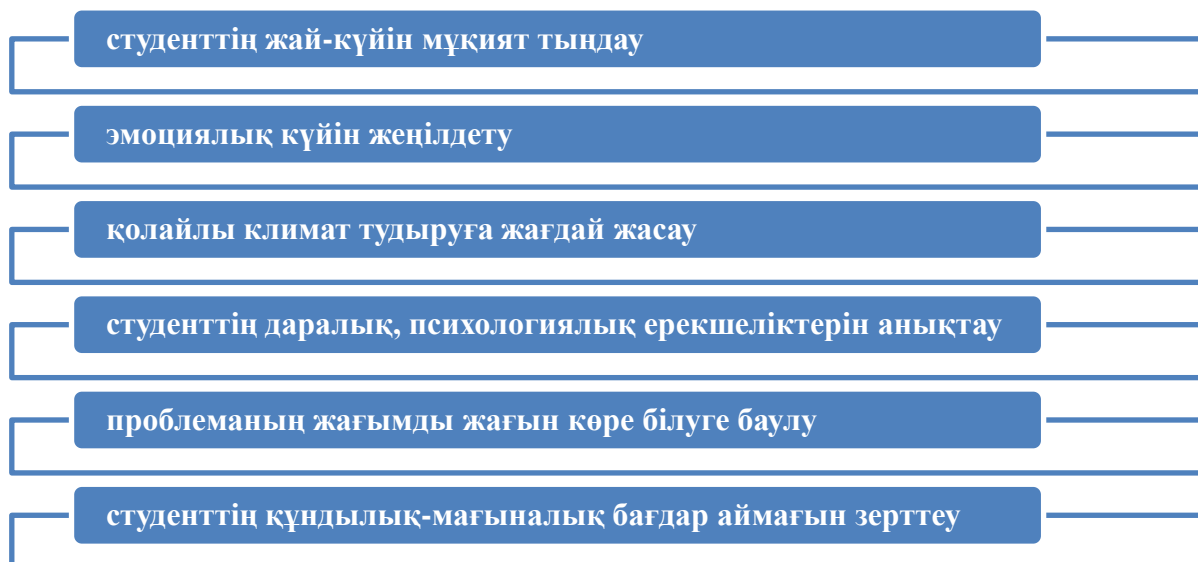 студенттің жай-күйін мұқият тыңдау
эмоциялық күйін жеңілдету
қолайлы климат тудыруға жағдай жасау
студенттің даралық, психологиялық ерекшеліктерін анықтау
проблеманың жағымды жағын көре білуге баулу
студенттің құндылық-мағыналық бағдар аймағын зерттеу